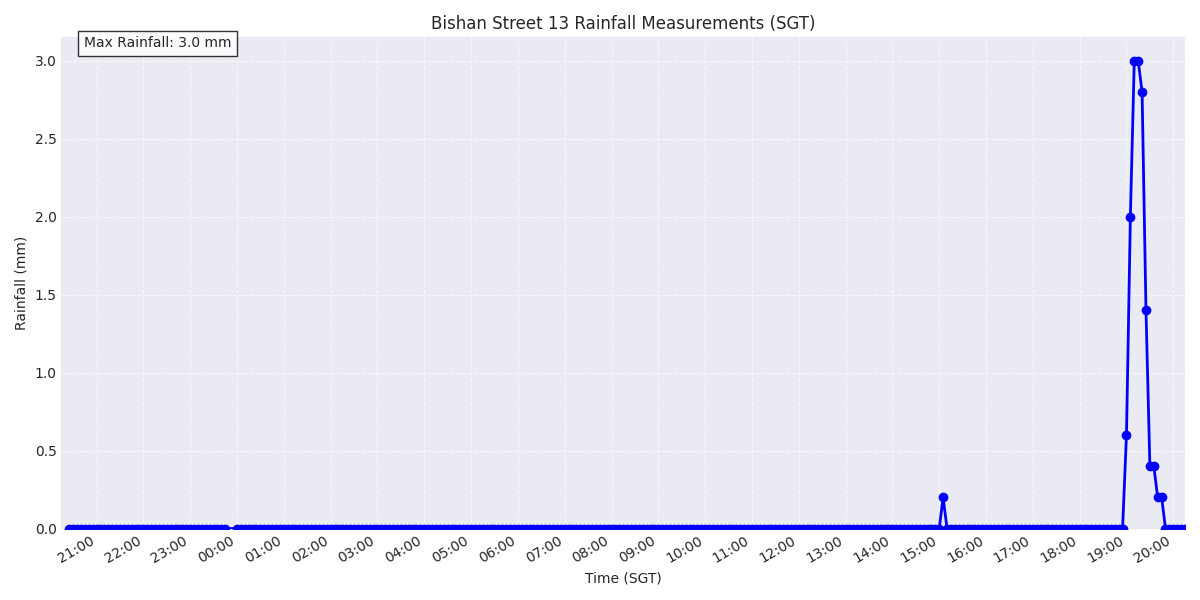 Bishan Street 13 Rainfall Measurements (SGT)
Max Rainfall: 3.0 mm
Rainfall (mm)
3.0
2.5
2.0
1.5
1.0
0.5
0.0
21:00 22:00 23:00 00:00 01:00 02:00 03:00 04:00 05:00 06:00 07:00 08:00 09:00 10:00 11:00 12:00 13:00 14:00 15:00 16:00 17:00 18:00 19:00 20:00
Time (SGT)